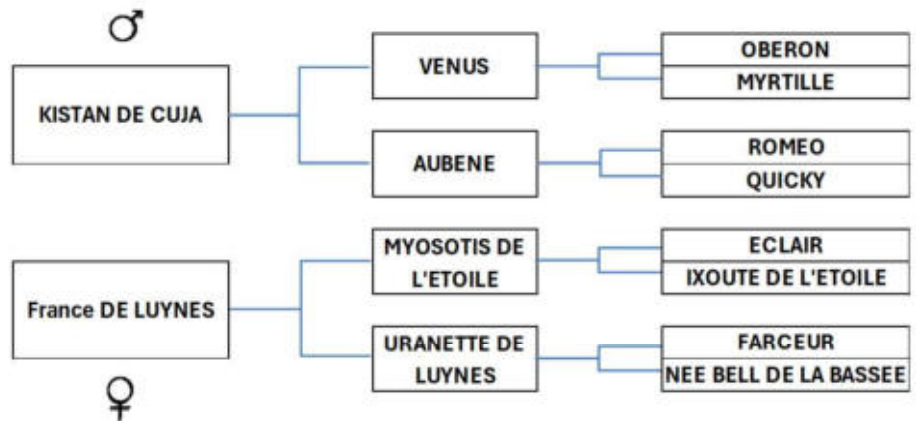 ♂
KISTAN DE CUJA
VENUS
OBERON
MYRTILLE
AUBENE
ROMEO
QUICKY
France DE LUYNES
MYOSOTIS DE
L'ETOILE
ECLAIR
IXOUTE DE L'ETOILE
URANETTE DE
LUYNES
FARCEUR
NEE BELL DE LA BASSEE
♀